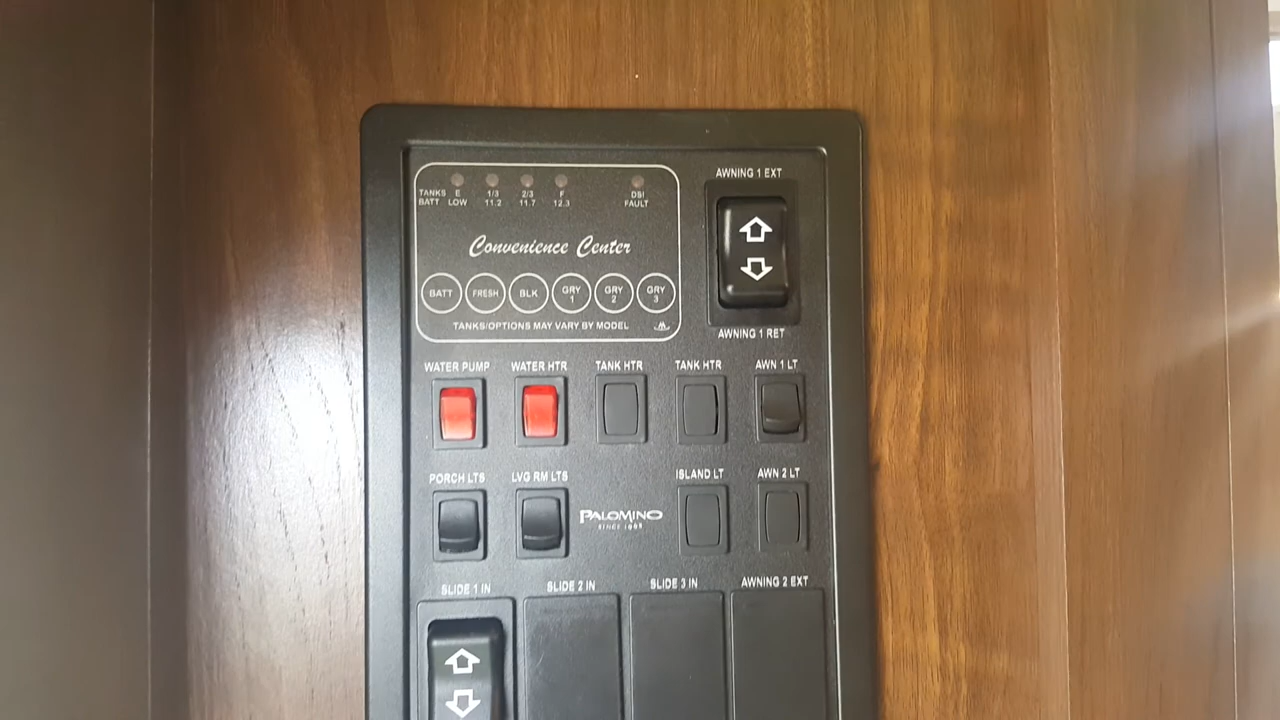 TANKS E 1/3 2/3 F DSI
BATT LOW 11.2 11.7 12.3 FAULT
Convenience Center
BATT FRESH BLK GRY 1 GRY 2 GRY 3
TANKS/OPTIONS MAY VARY BY MODEL
AWNING 1 EXT
AWNING 1 RET
WATER PUMP WATER HTR TANK HTR TANK HTR AWN 1 LT
PORCH LTS LVG RM LTS ISLAND LT AWN 2 LT
PALOMINO
SINCE 1968
SLIDE 1 IN SLIDE 2 IN SLIDE 3 IN AWNING 2 EXT